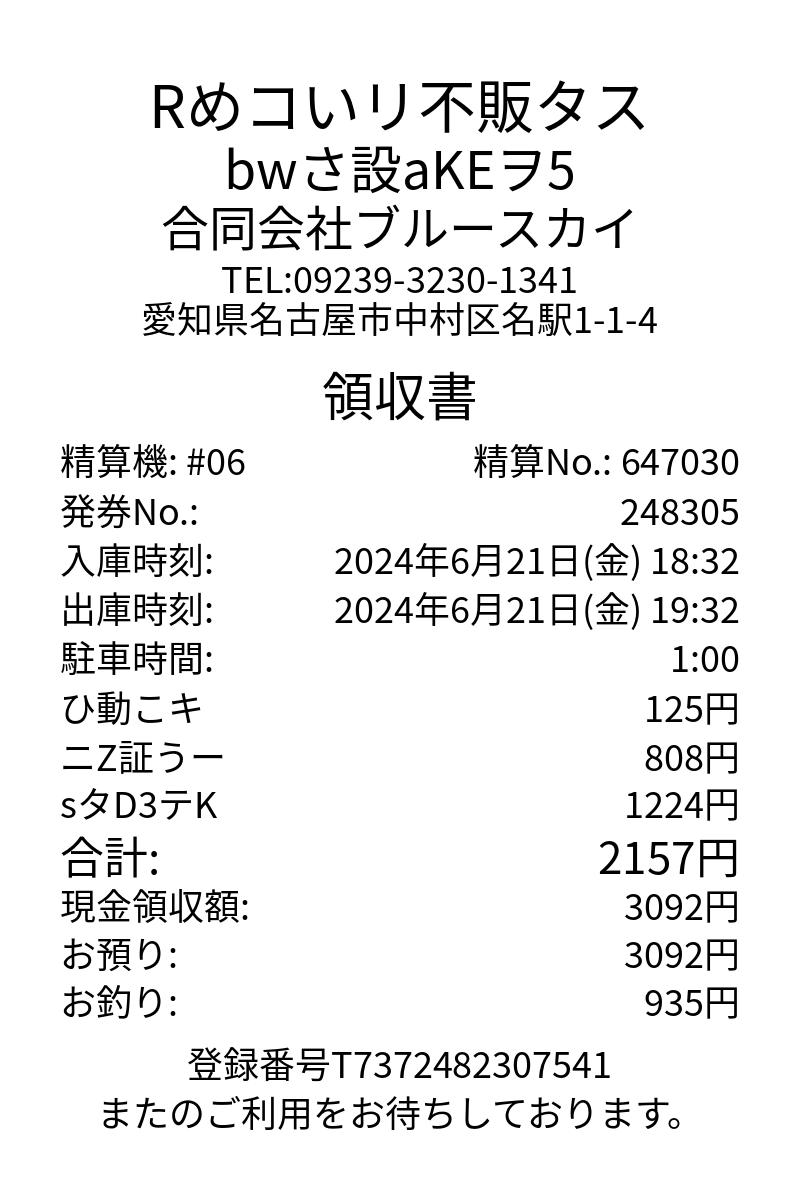 Rめコいリ不販タス
bwさ設aKEヲ5
合同会社ブルースカイ
TEL:09239-3230-1341
愛知県名古屋市中村区名駅1-1-4
領収書
精算機: #06 精算No.: 647030
発券No.: 248305
入庫時刻: 2024年6月21日(金) 18:32
出庫時刻: 2024年6月21日(金) 19:32
駐車時間: 1:00
ひ動こキ 125円
ニZ証うー 808円
sタD3テK 1224円
合計: 2157円
現金領収額: 3092円
お預り: 3092円
お釣り: 935円
登録番号T7372482307541
またのご利用をお待ちしております。